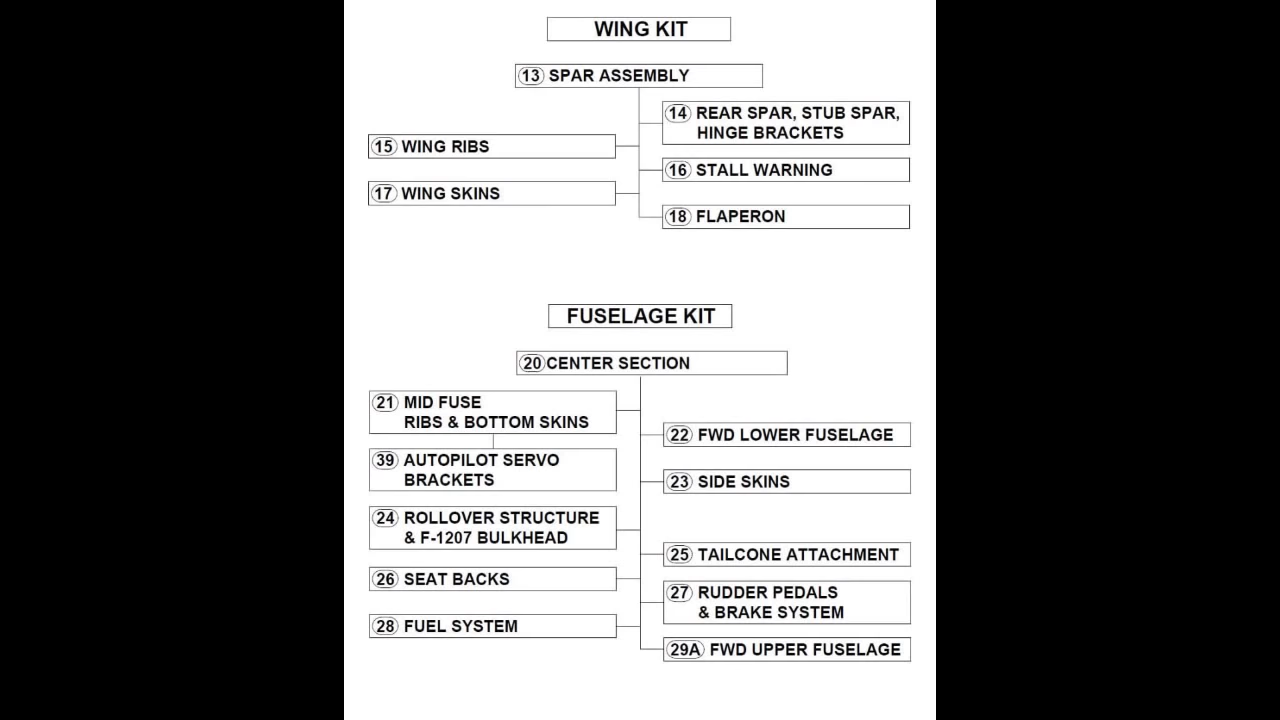 WING KIT
13 SPAR ASSEMBLY
14 REAR SPAR, STUB SPAR,
HINGE BRACKETS
15 WING RIBS
16 STALL WARNING
17 WING SKINS
18 FLAPERON
FUSELAGE KIT
20 CENTER SECTION
21 MID FUSE
RIBS & BOTTOM SKINS
22 FWD LOWER FUSELAGE
39 AUTOPILOT SERVO
BRACKETS
23 SIDE SKINS
24 ROLLOVER STRUCTURE
& F-1207 BULKHEAD
25 TAILCONE ATTACHMENT
26 SEAT BACKS
27 RUDDER PEDALS
& BRAKE SYSTEM
28 FUEL SYSTEM
29A FWD UPPER FUSELAGE